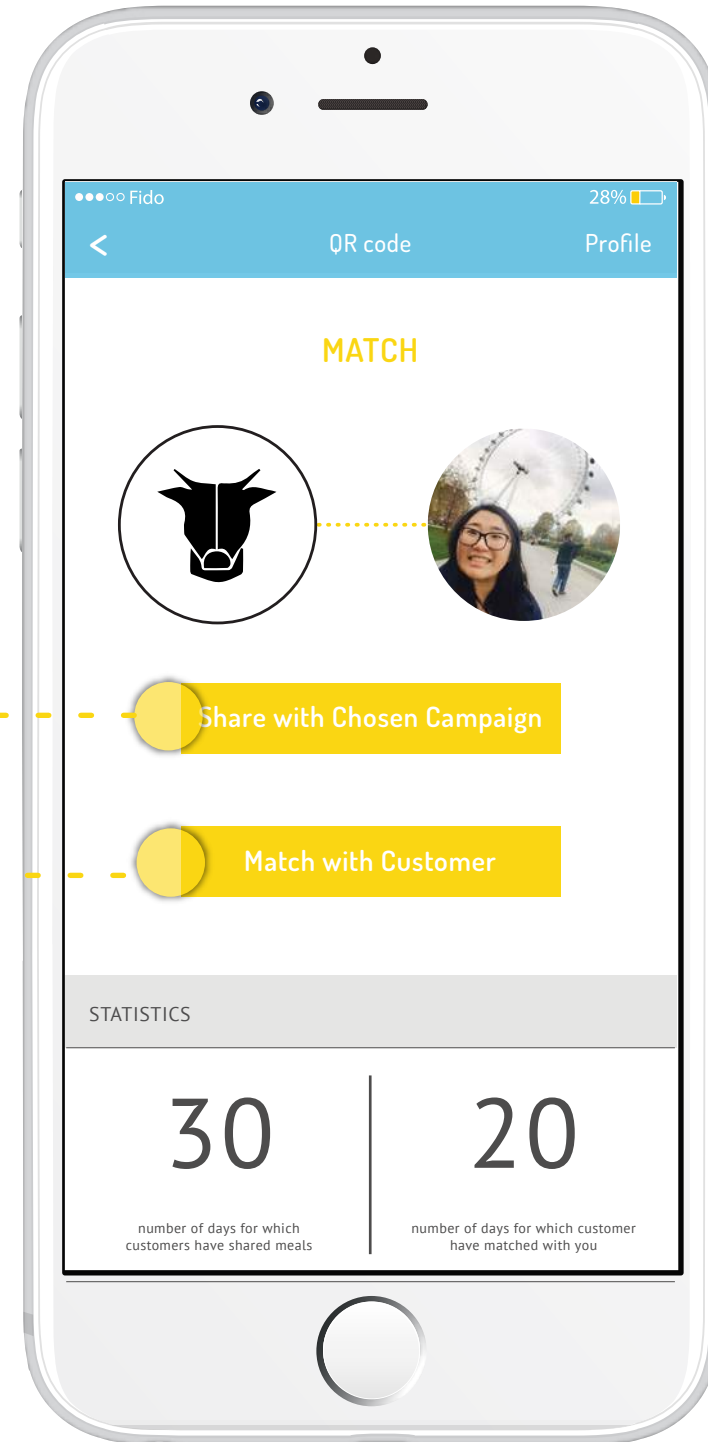 Fido 28%
< QR code Profile
MATCH
Share with Chosen Campaign
Match with Customer
STATISTICS
30 20
number of days for which
customers have shared meals
number of days for which customer
have matched with you